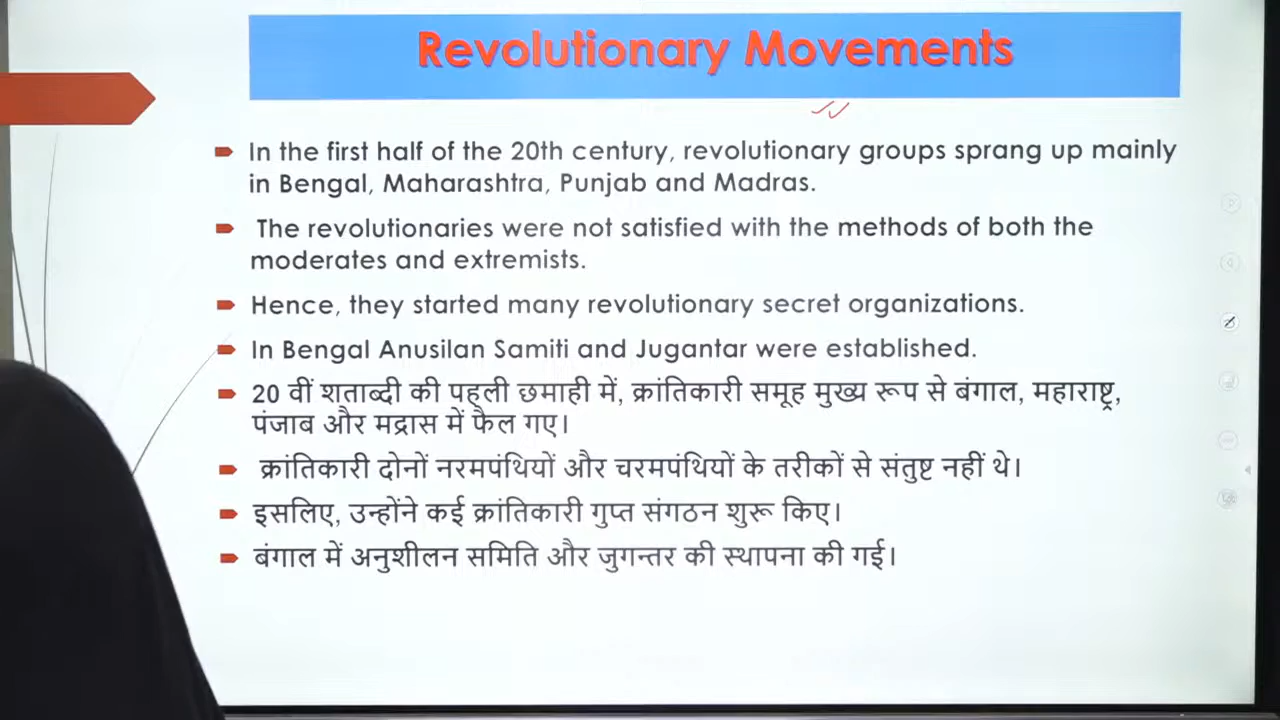 Revolutionary Movements
In the first half of the 20th century, revolutionary groups sprang up mainly
in Bengal, Maharashtra, Punjab and Madras.
The revolutionaries were not satisfied with the methods of both the
moderates and extremists.
Hence, they started many revolutionary secret organizations.
In Bengal Anusilan Samiti and Jugantar were established.
20 वीं शताब्दी की पहली छमाही में, क्रांतिकारी समूह मुख्य रूप से बंगाल, महाराष्ट्र,
पंजाब और मद्रास में फैल गए।
क्रांतिकारी दोनों नरमपंथियों और चरमपंथियों के तरीकों से संतुष्ट नहीं थे।
इसलिए, उन्होंने कई क्रांतिकारी गुप्त संगठन शुरू किए।
बंगाल में अनुशीलन समिति और जुगन्तर की स्थापना की गई।